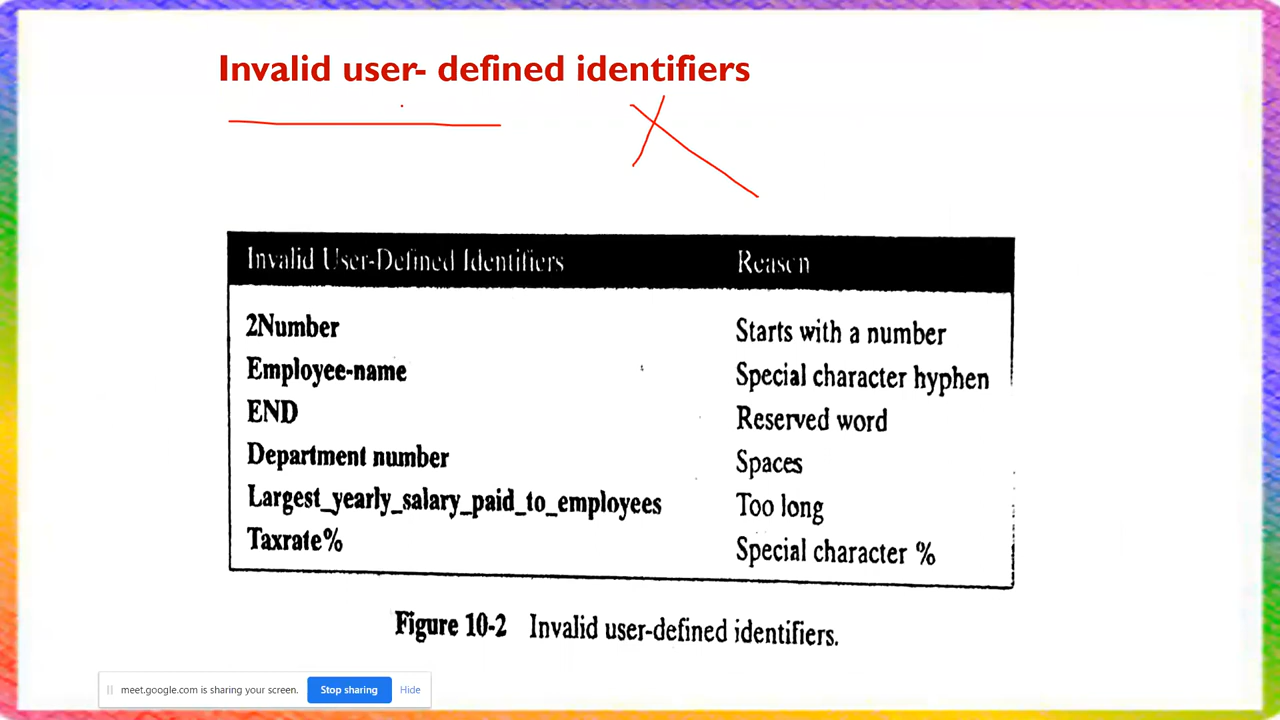 Invalid user- defined identifiers
Invalid User-Defined Identifiers Reason
2Number Starts with a number
Employee-name Special character hyphen
END Reserved word
Department number Spaces
Largest_yearly_salary_paid_to_employees Too long
Taxrate% Special character %
Figure 10-2 Invalid user-defined identifiers.
meet.google.com is sharing your screen. Stop sharing Hide